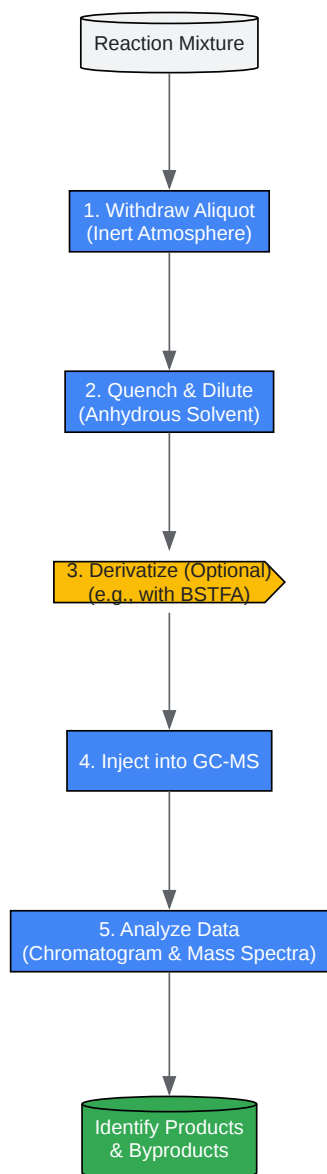 Reaction Mixture
1. Withdraw Aliquot
(Inert Atmosphere)
2. Quench & Dilute
(Anhydrous Solvent)
3. Derivatize (Optional)
(e.g., with BSTFA)
4. Inject into GC-MS
5. Analyze Data
(Chromatogram & Mass Spectra)
Identify Products
& Byproducts